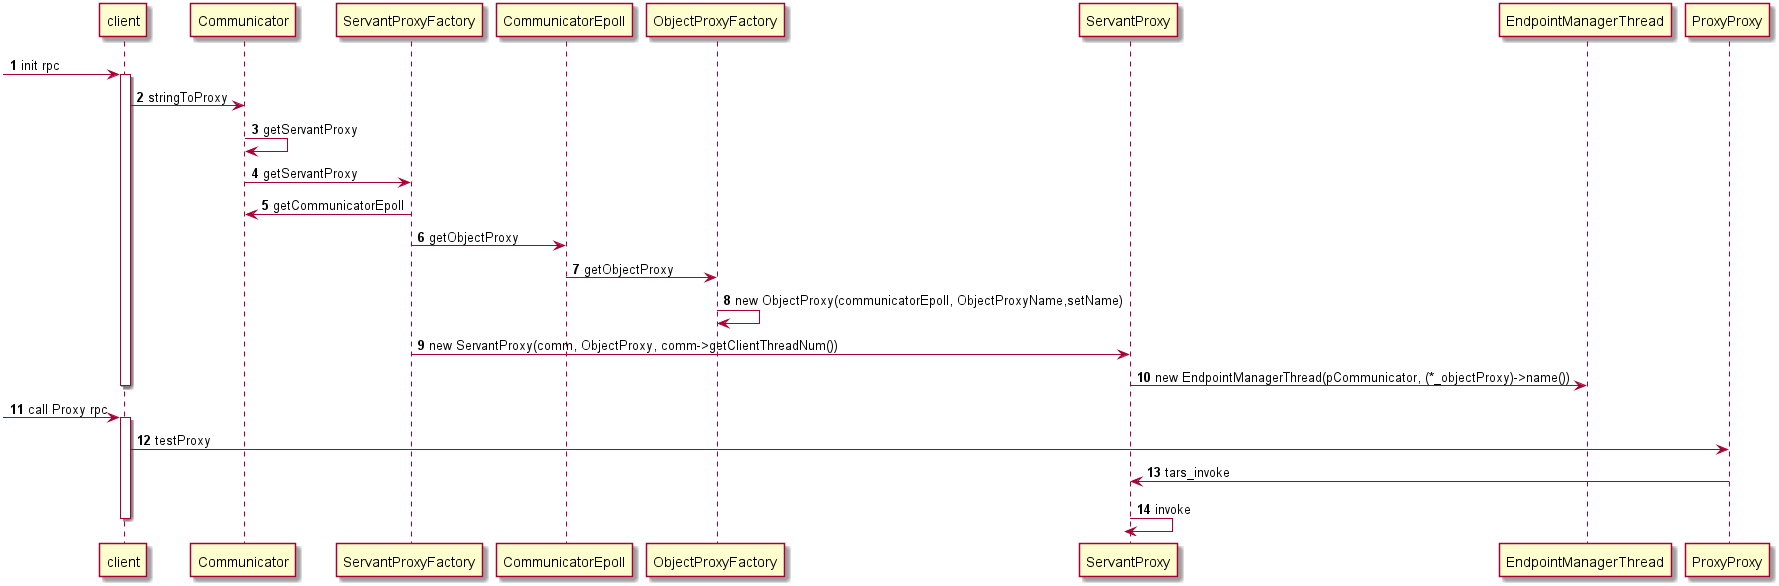 client
Communicator
ServantProxyFactory
CommunicatorEpoll
ObjectProxyFactory
ServantProxy
EndpointManagerThread
ProxyProxy
1 init rpc
2 stringToProxy
3 getServantProxy
4 getServantProxy
5 getCommunicatorEpoll
6 getObjectProxy
7 getObjectProxy
8 new ObjectProxy(communicatorEpoll, ObjectProxyName,setName)
9 new ServantProxy(comm, ObjectProxy, comm->getClientThreadNum())
10 new EndpointManagerThread(pCommunicator, (*_objectProxy)->name())
11 call Proxy rpc
12 testProxy
13 tars_invoke
14 invoke
client
Communicator
ServantProxyFactory
CommunicatorEpoll
ObjectProxyFactory
ServantProxy
EndpointManagerThread
ProxyProxy